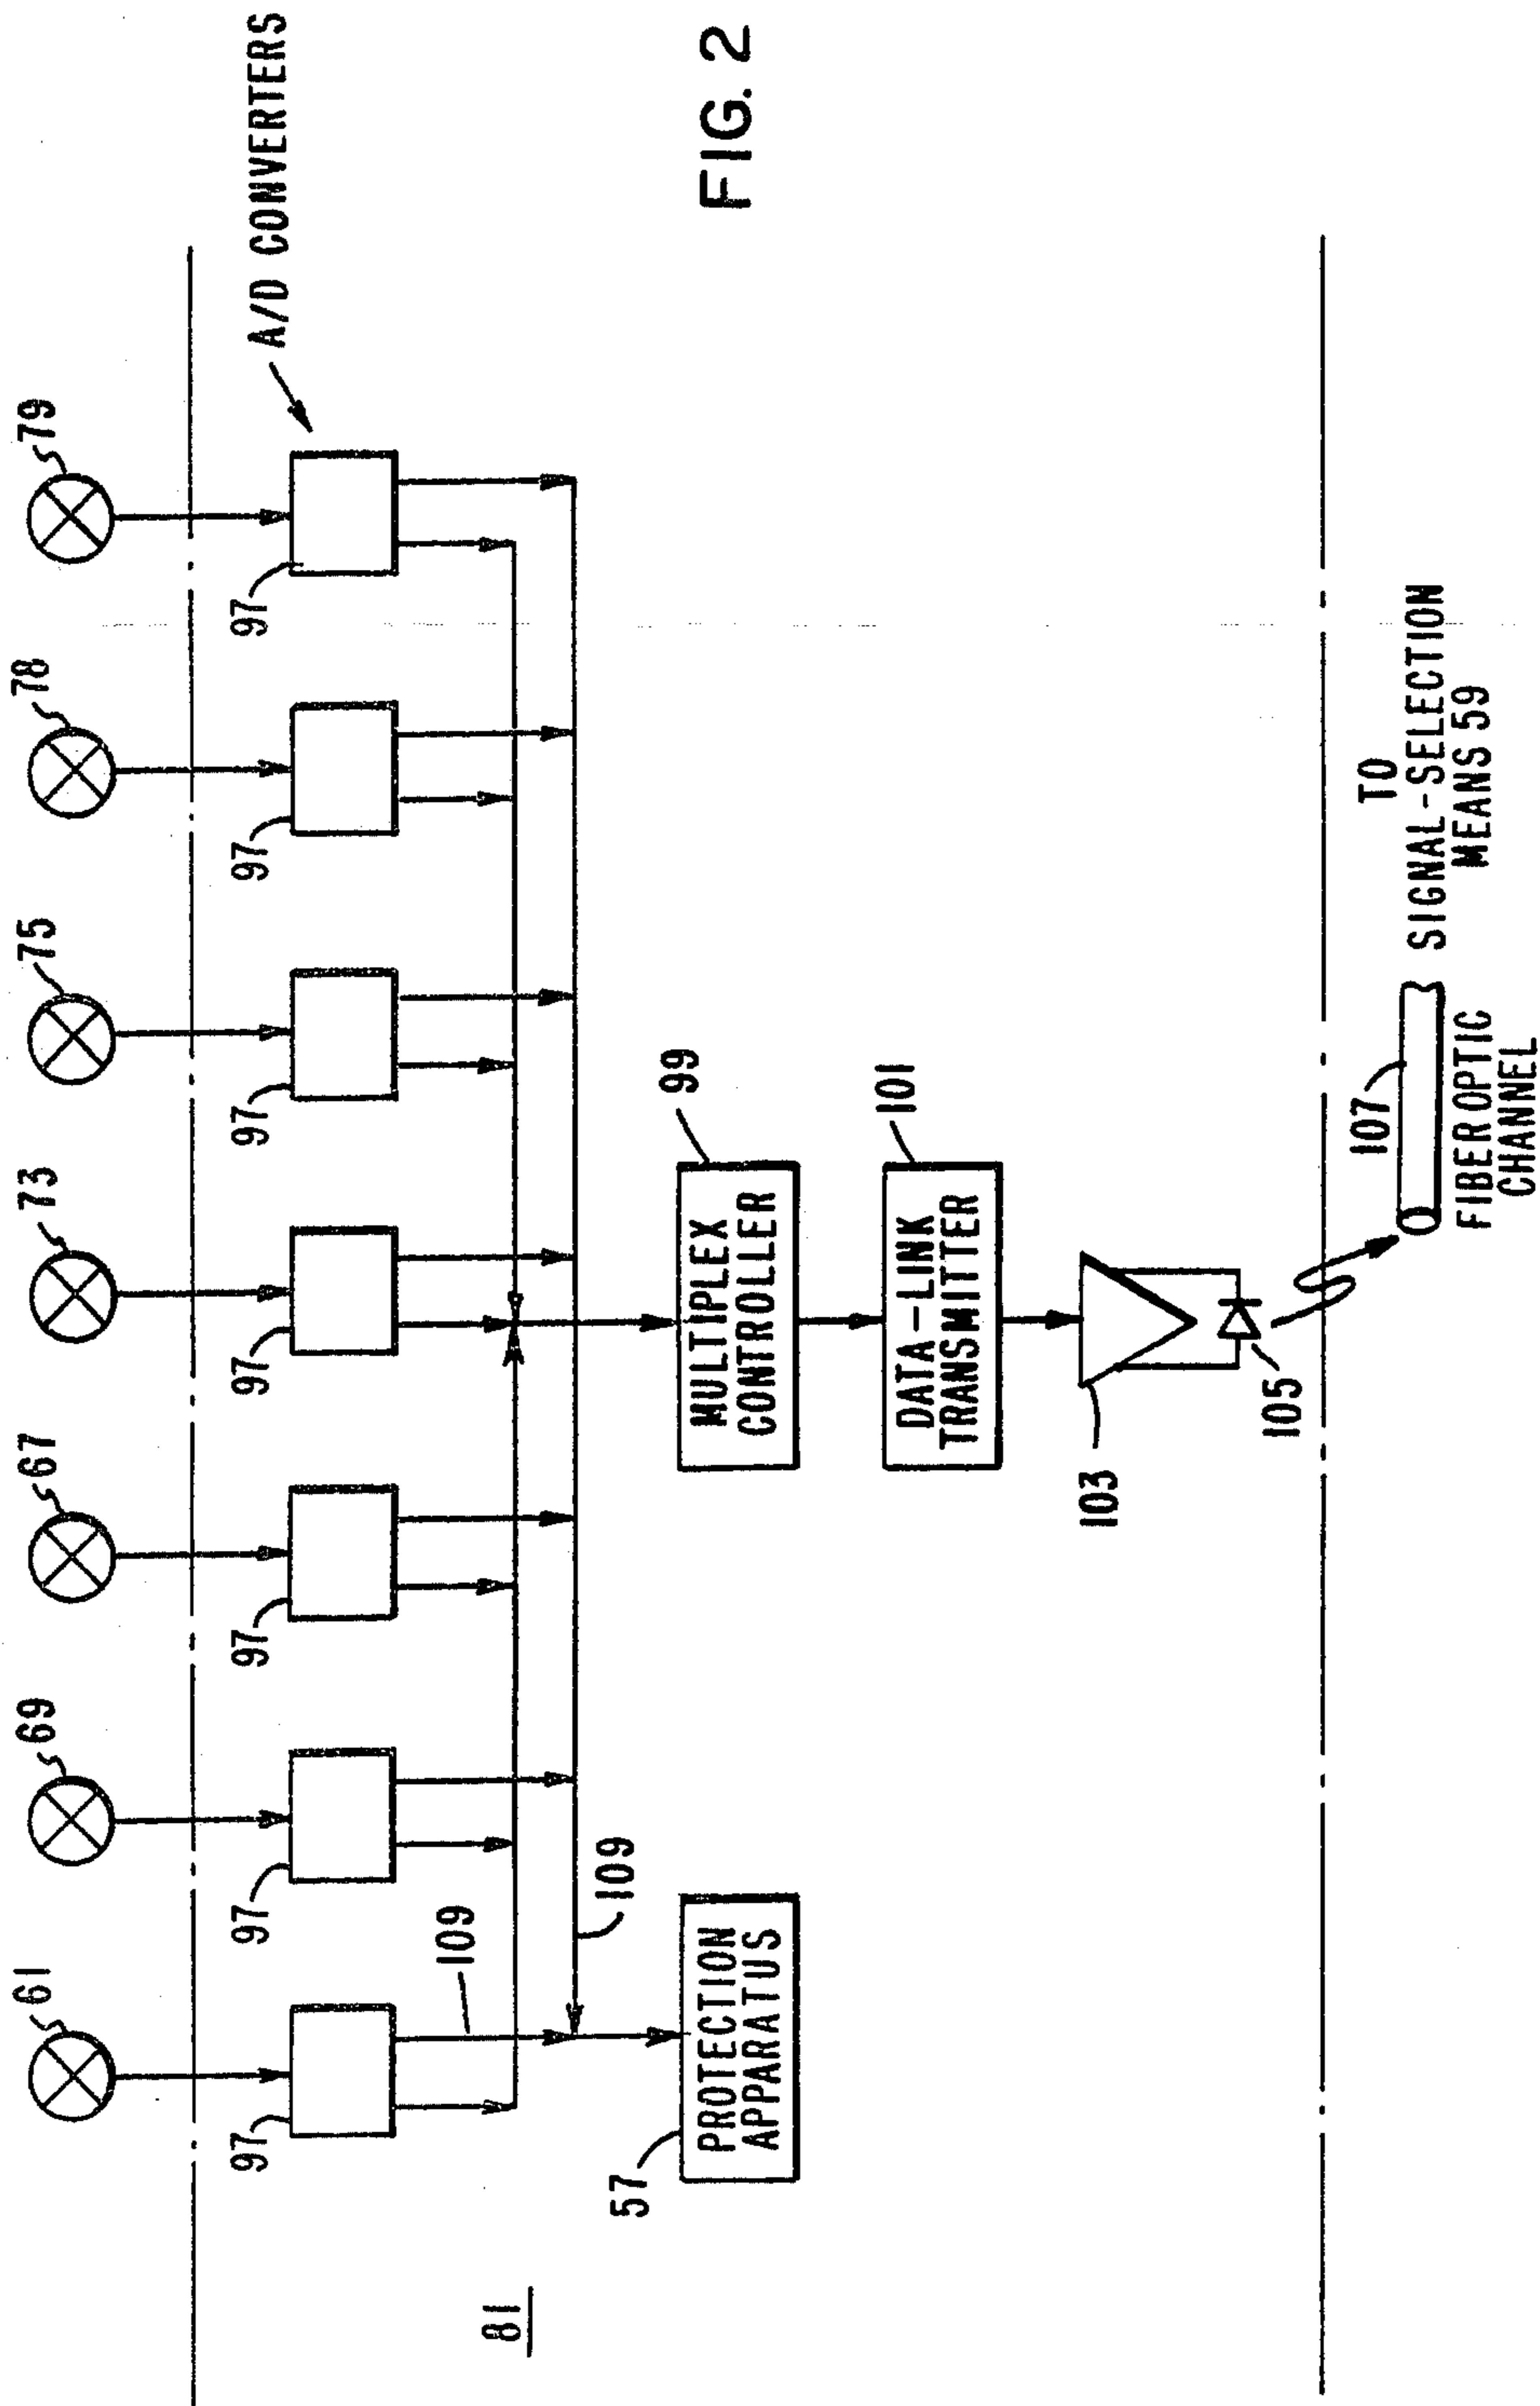 61
69
67
73
75
78
79
97
97
97
97
97
97
97
A/D CONVERTERS
109
109
81
57
PROTECTION
APPARATUS
MULTIPLEX
CONTROLLER
99
FIG. 2
DATA-LINK
TRANSMITTER
101
103
105
107
TO
SIGNAL-SELECTION
MEANS 59
FIBER OPTIC
CHANNEL